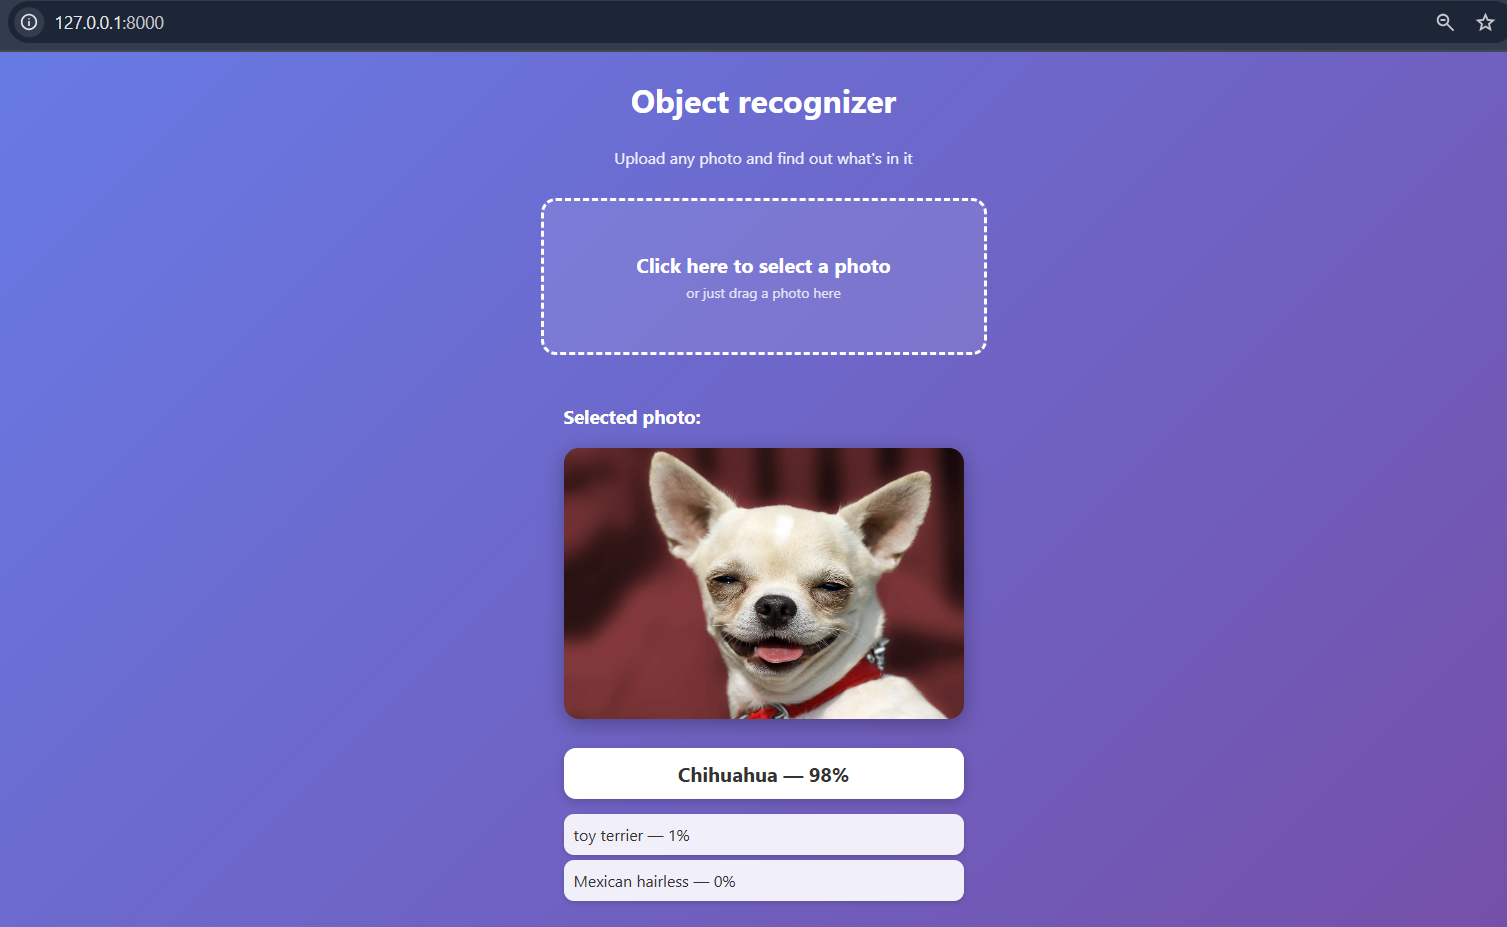 127.0.0.1:8000
Object recognizer
Upload any photo and find out what's in it
Click here to select a photo
or just drag a photo here
Selected photo:
Chihuahua — 98%
toy terrier — 1%
Mexican hairless — 0%